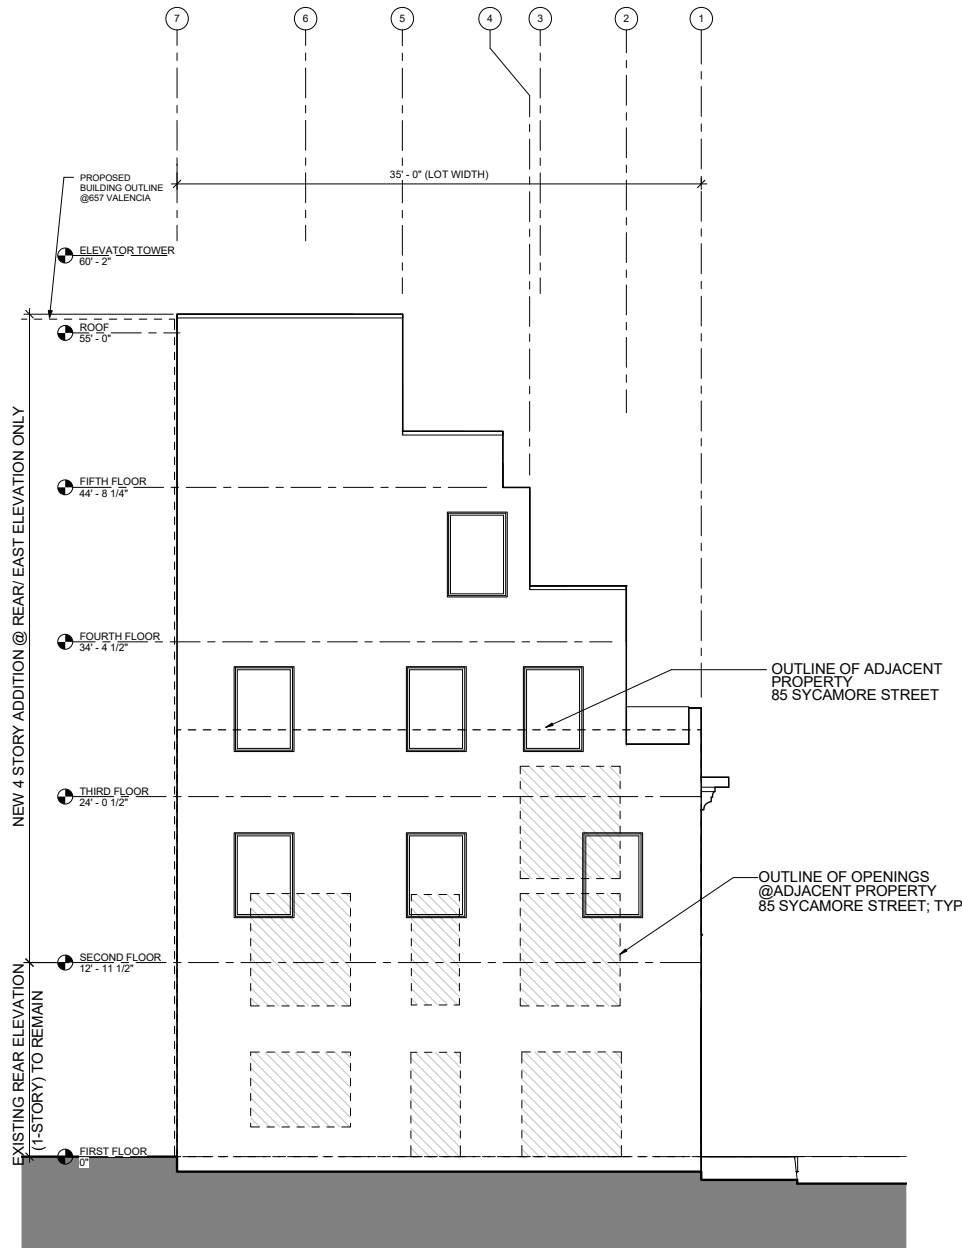 7
6
5
4
3
2
1
35' - 0" (LOT WIDTH)
PROPOSED
BUILDING OUTLINE
@657 VALENCIA
ELEVATOR TOWER
60' - 2"
ROOF
55' - 0"
NEW 4 STORY ADDITION @ REAR/ EAST ELEVATION ONLY
FIFTH FLOOR
44' - 8 1/4"
FOURTH FLOOR
34' - 4 1/2"
OUTLINE OF ADJACENT
PROPERTY
85 SYCAMORE STREET
THIRD FLOOR
24' - 0 1/2"
OUTLINE OF OPENINGS
@ADJACENT PROPERTY
85 SYCAMORE STREET; TYP
SECOND FLOOR
12' - 11 1/2"
EXISTING REAR ELEVATION
(1-STORY) TO REMAIN
FIRST FLOOR
0"